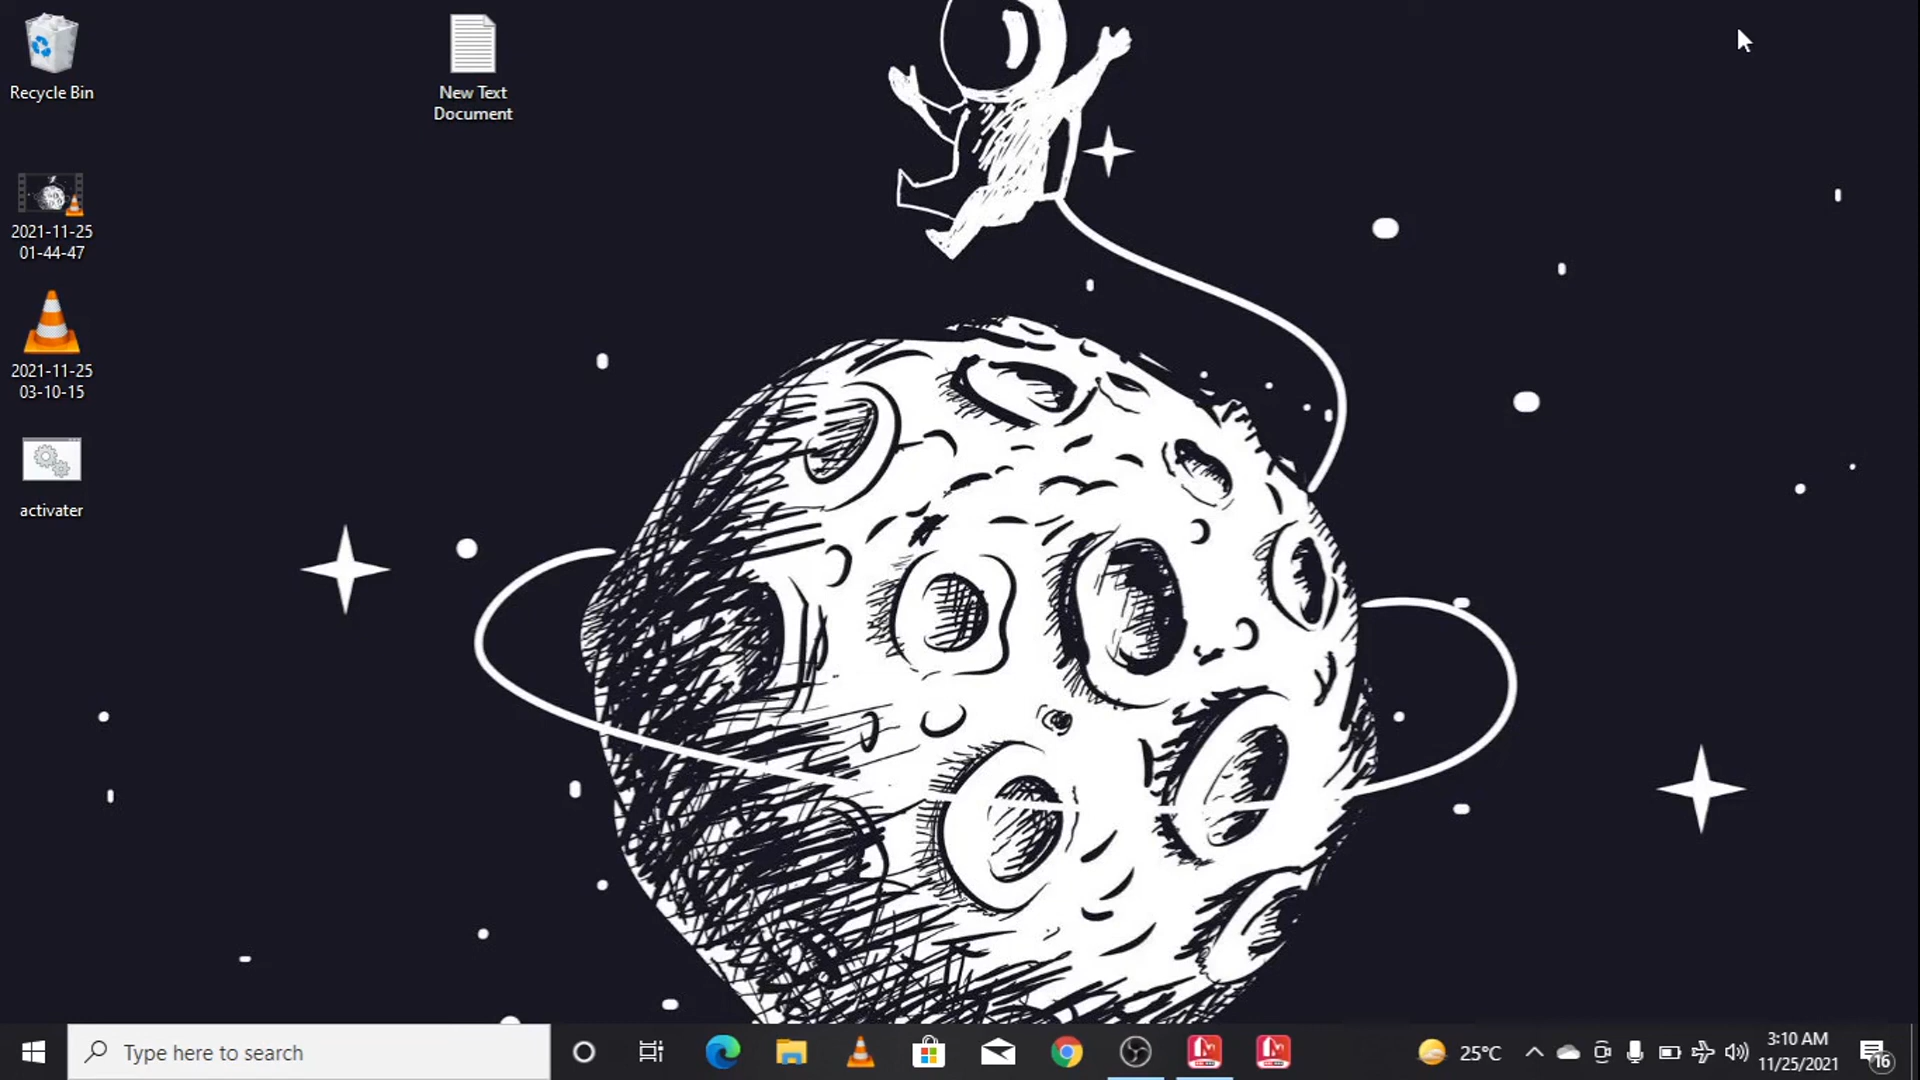 Recycle Bin
New Text
Document
2021-11-25
01-44-47
2021-11-25
03-10-15
activater
Type here to search
25°C
3:10 AM
11/25/2021
16